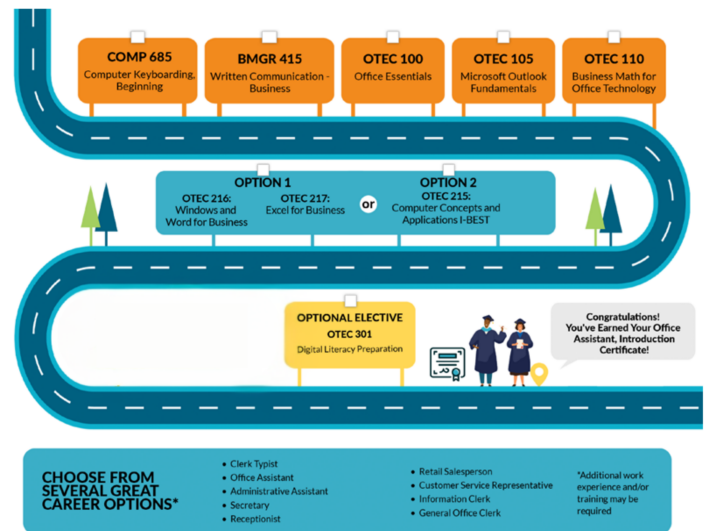 COMP 685
Computer Keyboarding,
Beginning
BMGR 415
Written Communication -
Business
OTEC 100
Office Essentials
OTEC 105
Microsoft Outlook
Fundamentals
OTEC 110
Business Math for
Office Technology
OPTION 1
OTEC 216:
Windows and
Word for Business
OTEC 217:
Excel for Business
or
OPTION 2
OTEC 215:
Computer Concepts and
Applications I-BEST
OPTIONAL ELECTIVE
OTEC 301
Digital Literacy Preparation
Congratulations!
You've Earned Your Office
Assistant, Introduction
Certificate!
CHOOSE FROM
SEVERAL GREAT
CAREER OPTIONS*
• Clerk Typist
• Office Assistant
• Administrative Assistant
• Secretary
• Receptionist
• Retail Salesperson
• Customer Service Representative
• Information Clerk
• General Office Clerk
*Additional work
experience and/or
training may be
required